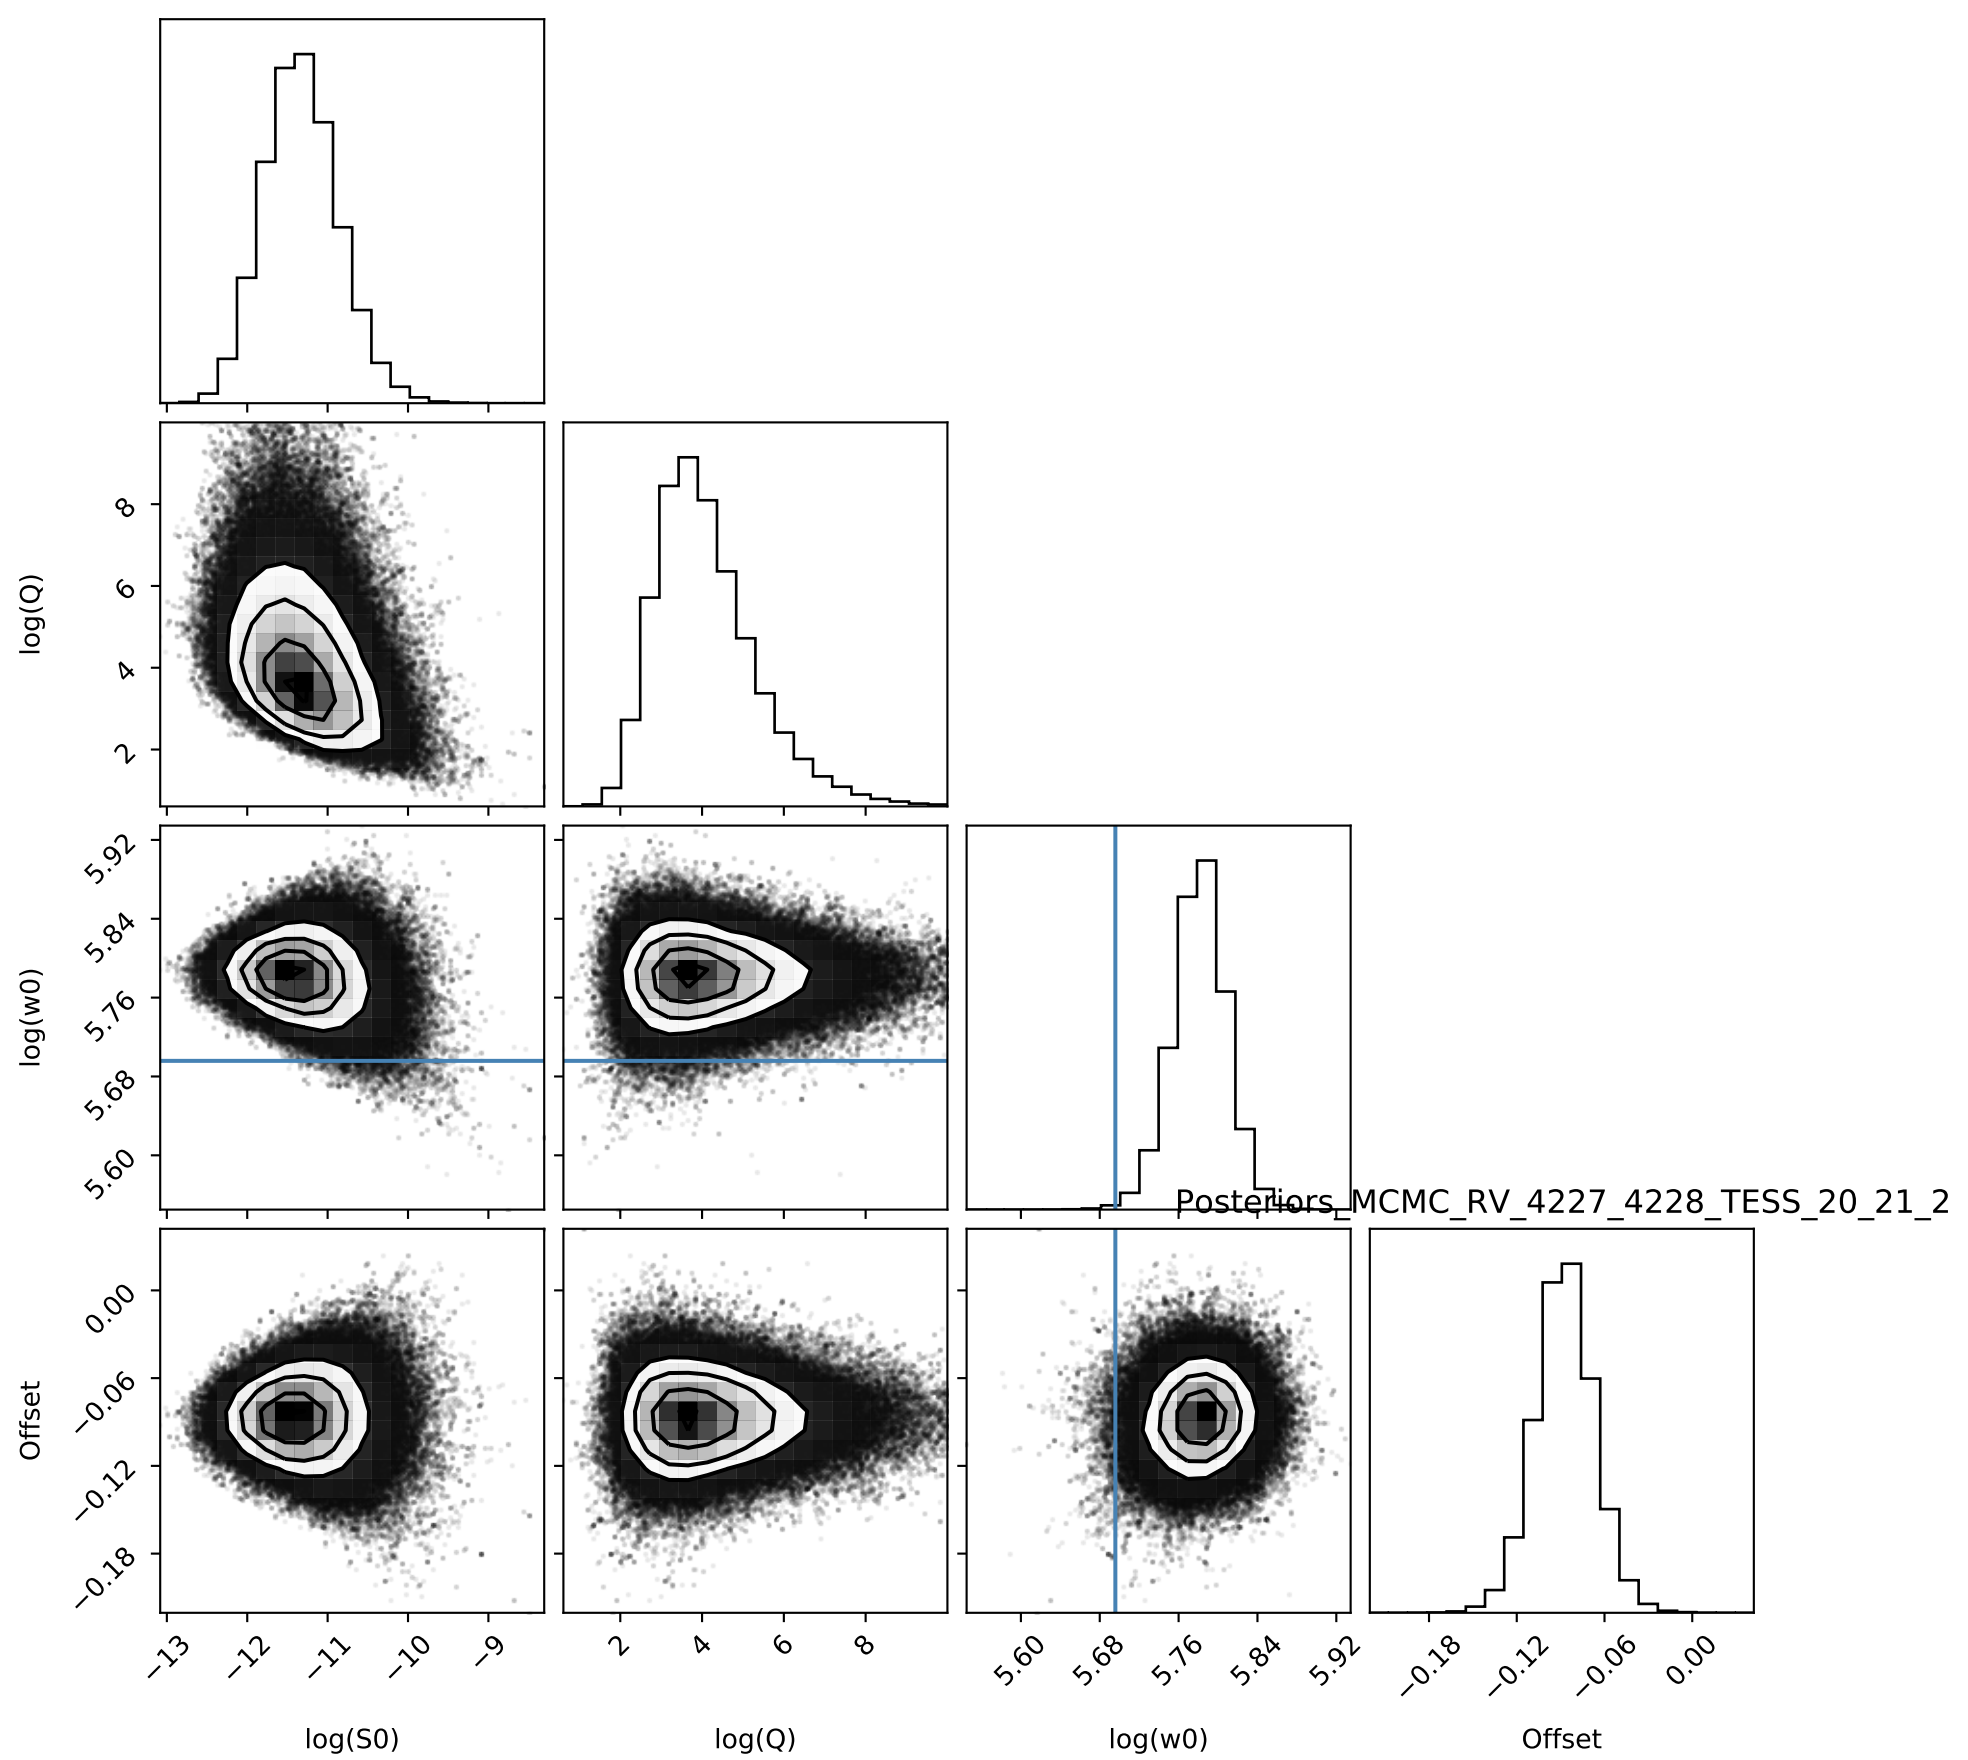 log(Q)
8
6
4
2
log(w0)
5.92
5.84
5.76
5.68
5.60
Posteriors_MCMC_RV_4227_4228_TESS_20_21_2
Offset
0.00
−0.06
−0.12
−0.18
−13 −12 −11 −10 −9 2 4 6 8 5.60 5.68 5.76 5.84 5.92 −0.18 −0.12 −0.06 0.00
log(S0) log(Q) log(w0) Offset